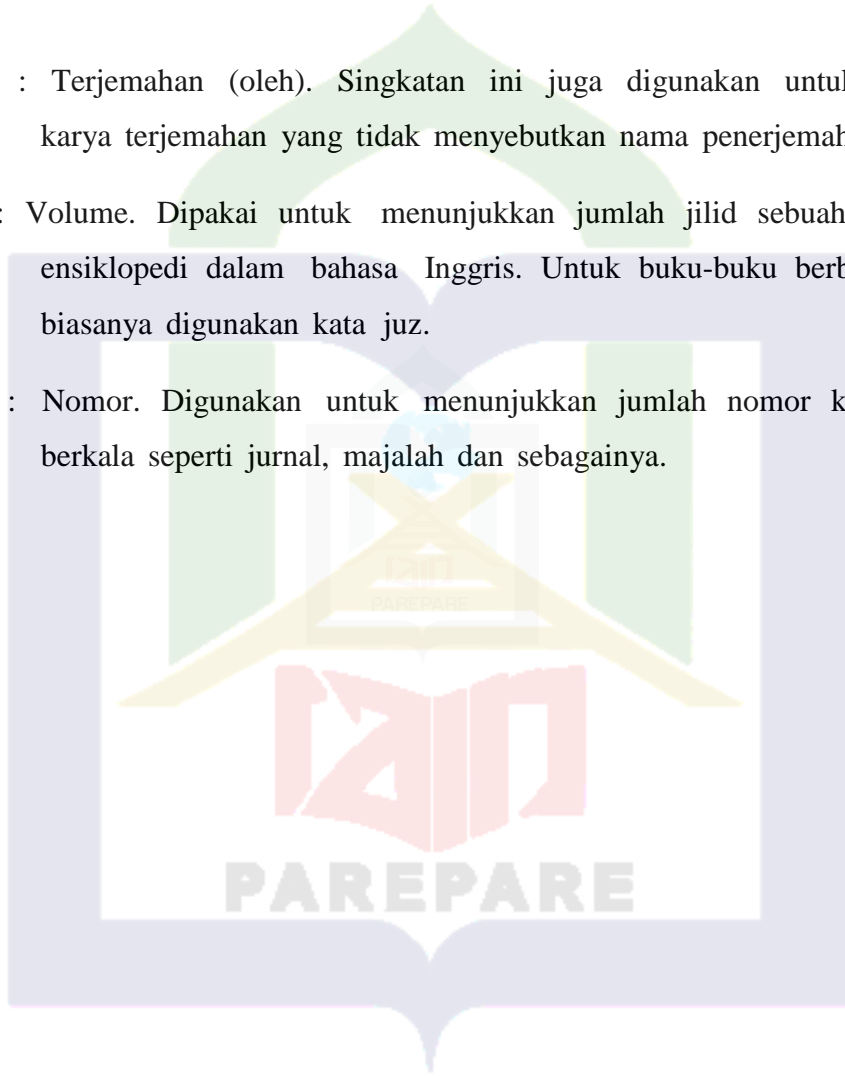 : Terjemahan (oleh). Singkatan ini juga digunakan
karya terjemahan yang tidak menyebutkan nama penerjemah
: Volume. Dipakai untuk menunjukkan jumlah jilid sebuah
ensiklopedi dalam bahasa Inggris. Untuk buku-buku
biasanya digunakan kata juz.
: Nomor. Digunakan untuk menunjukkan jumlah nomor
berkala seperti jurnal, majalah dan sebagainya.
IAIN
PAREPARE
IAIN
PAREPARE